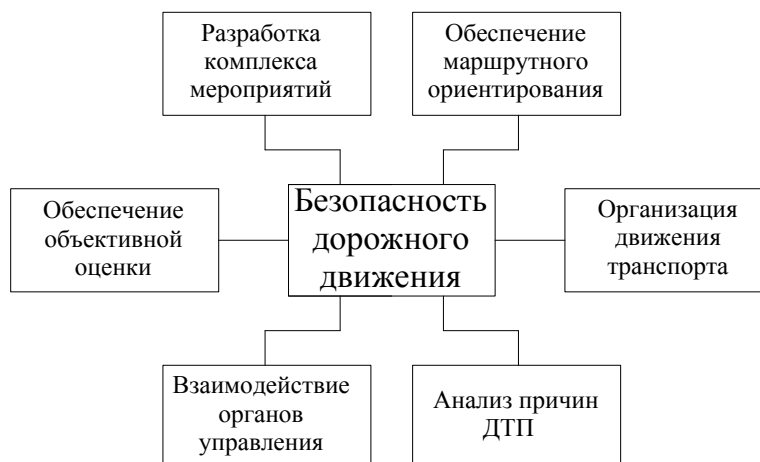 Разработка
комплекса
мероприятий
Обеспечение
маршрутного
ориентирования
Обеспечение
объективной
оценки
Безопасность
дорожного
движения
Организация
движения
транспорта
Взаимодействие
органов
управления
Анализ причин
ДТП